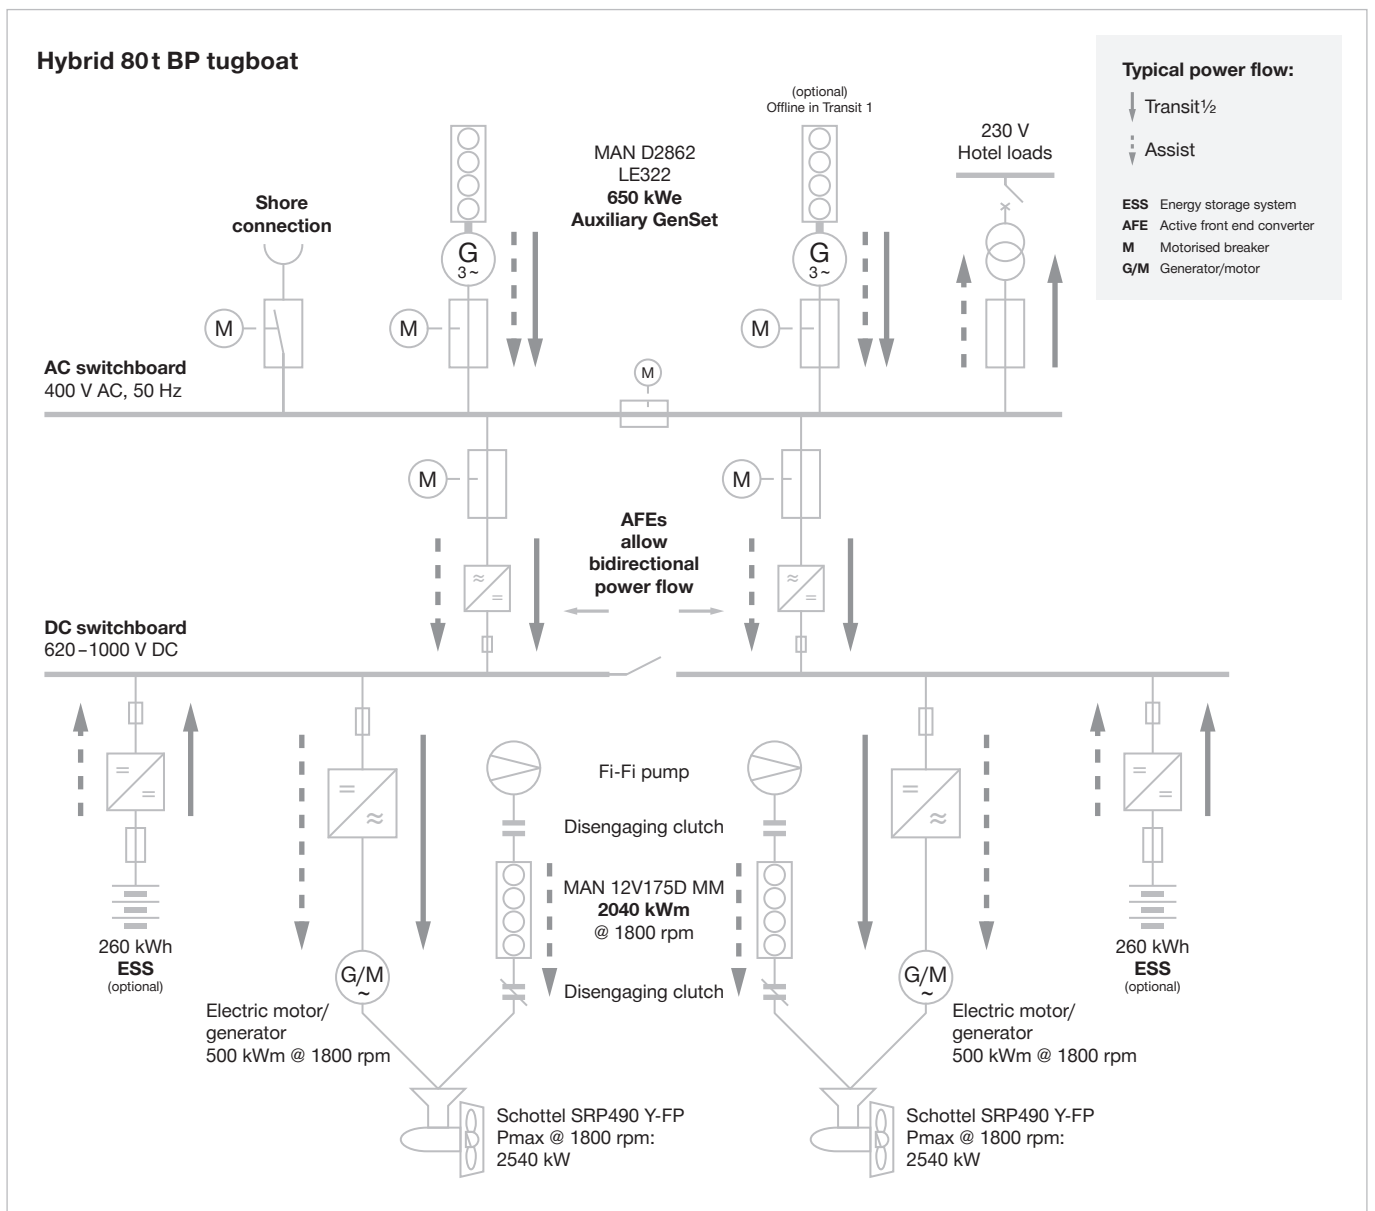 Hybrid 80t BP tugboat
Typical power flow:
Transit½
Assist
ESS Energy storage system
AFE Active front end converter
M Motorised breaker
G/M Generator/motor
(optional)
Offline in Transit 1
230 V
Hotel loads
MAN D2862
LE322
650 kWe
Auxiliary GenSet
Shore
connection
G
3~
G
3~
M
M
M
AC switchboard
400 V AC, 50 Hz
M
M
M
AFEs
allow
bidirectional
power flow
≈
=
≈
=
DC switchboard
620–1000 V DC
=
=
=
≈
Fi-Fi pump
=
≈
=
=
Disengaging clutch
MAN 12V175D MM
2040 kWm
@ 1800 rpm
260 kWh
ESS
(optional)
260 kWh
ESS
(optional)
G/M
~
G/M
~
Disengaging clutch
Electric motor/
generator
500 kWm @ 1800 rpm
Electric motor/
generator
500 kWm @ 1800 rpm
Schottel SRP490 Y-FP
Pmax @ 1800 rpm:
2540 kW
Schottel SRP490 Y-FP
Pmax @ 1800 rpm:
2540 kW